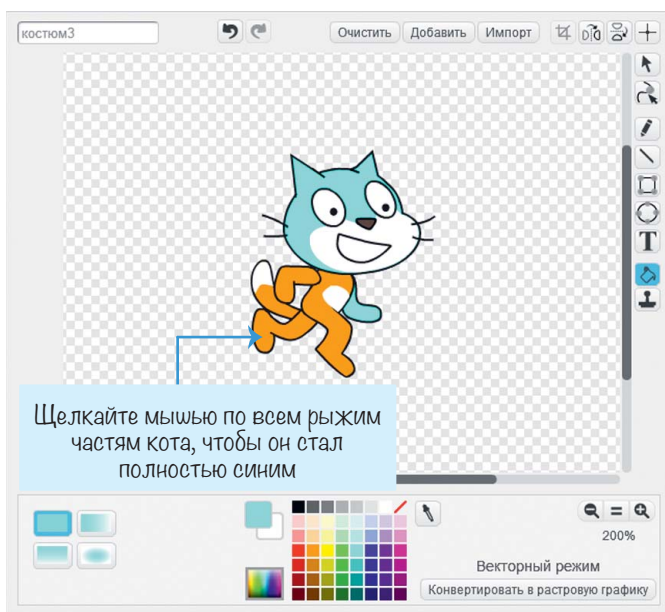 костюм3
Очистить Добавить Импорт
T
Щелкайте мышью по всем рыжим
частям кота, чтобы он стал
полностью синим
200%
Векторный режим
Конвертировать в растровую графику